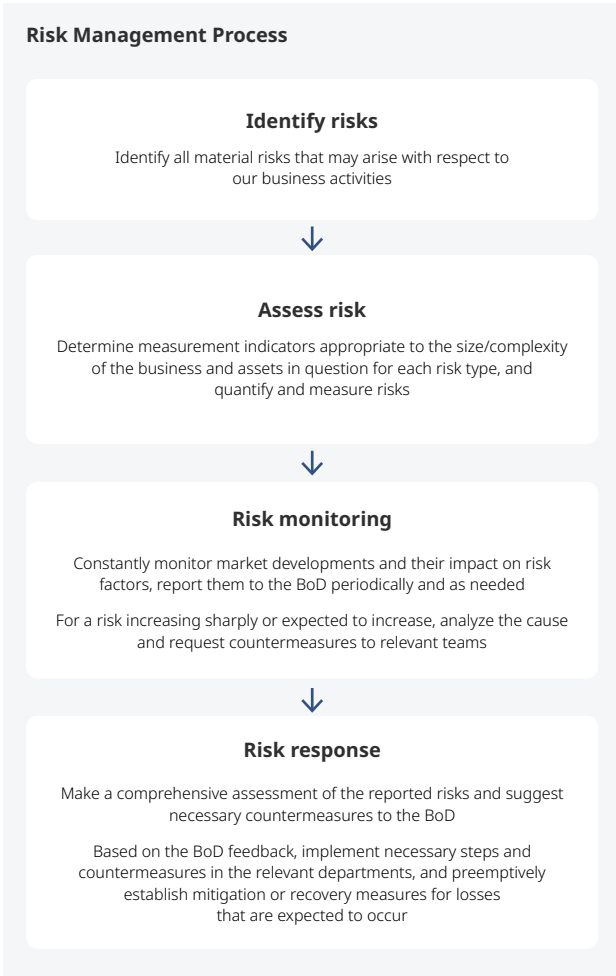 Risk Management Process
Identify risks
Identify all material risks that may arise with respect to
our business activities
Assess risk
Determine measurement indicators appropriate to the size/complexity
of the business and assets in question for each risk type, and
quantify and measure risks
Risk monitoring
Constantly monitor market developments and their impact on risk
factors, report them to the BoD periodically and as needed
For a risk increasing sharply or expected to increase, analyze the cause
and request countermeasures to relevant teams
Risk response
Make a comprehensive assessment of the reported risks and suggest
necessary countermeasures to the BoD
Based on the BoD feedback, implement necessary steps and
countermeasures in the relevant departments, and preemptively
establish mitigation or recovery measures for losses
that are expected to occur